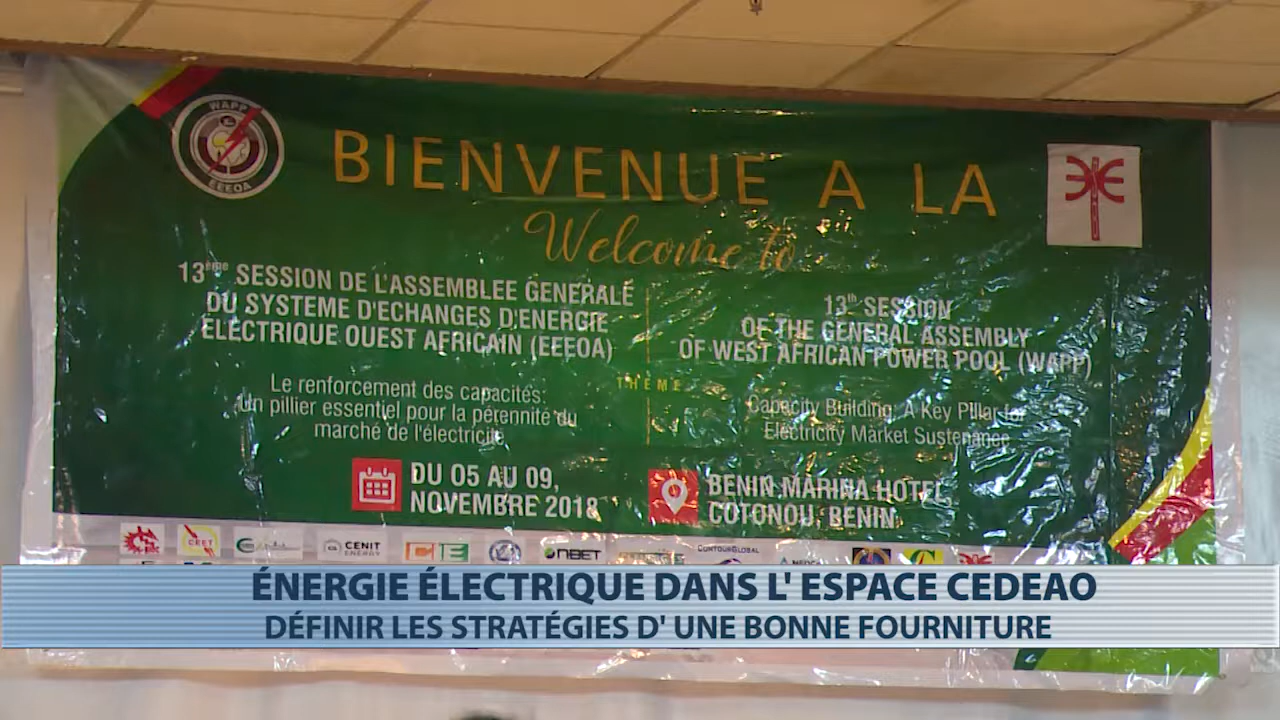 WAPP
EEEOA
BIENVENUE A LA
Welcome to
13ème SESSION DE L'ASSEMBLEE GENERALE
DU SYSTEME D'ECHANGES D'ENERGIE
ELECTRIQUE OUEST AFRICAIN (EEEOA)
13th SESSION
OF THE GENERAL ASSEMBLY
OF WEST AFRICAN POWER POOL (WAPP)
THEME
Le renforcement des capacités:
Un pillier essentiel pour la pérennité du
marché de l'électricité
Capacity Building: A Key Pillar for
Electricity Market Sustenance
DU 05 AU 09,
NOVEMBRE 2018
BENIN MARINA HOTEL
COTONOU, BENIN
CEET
CENIT
ENERGY
CIE
NBET
CONTOURGLOBAL
ÉNERGIE ÉLECTRIQUE DANS L' ESPACE CEDEAO
DÉFINIR LES STRATÉGIES D' UNE BONNE FOURNITURE